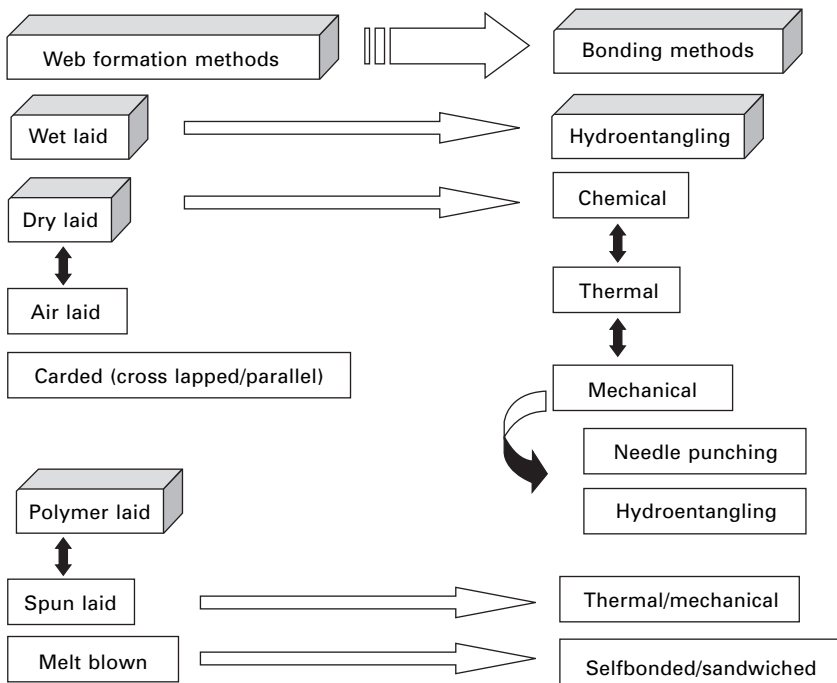 Web formation methods
Bonding methods
Wet laid
Hydroentangling
Dry laid
Chemical
Air laid
Thermal
Carded (cross lapped/parallel)
Mechanical
Needle punching
Polymer laid
Hydroentangling
Spun laid
Thermal/mechanical
Melt blown
Selfbonded/sandwiched